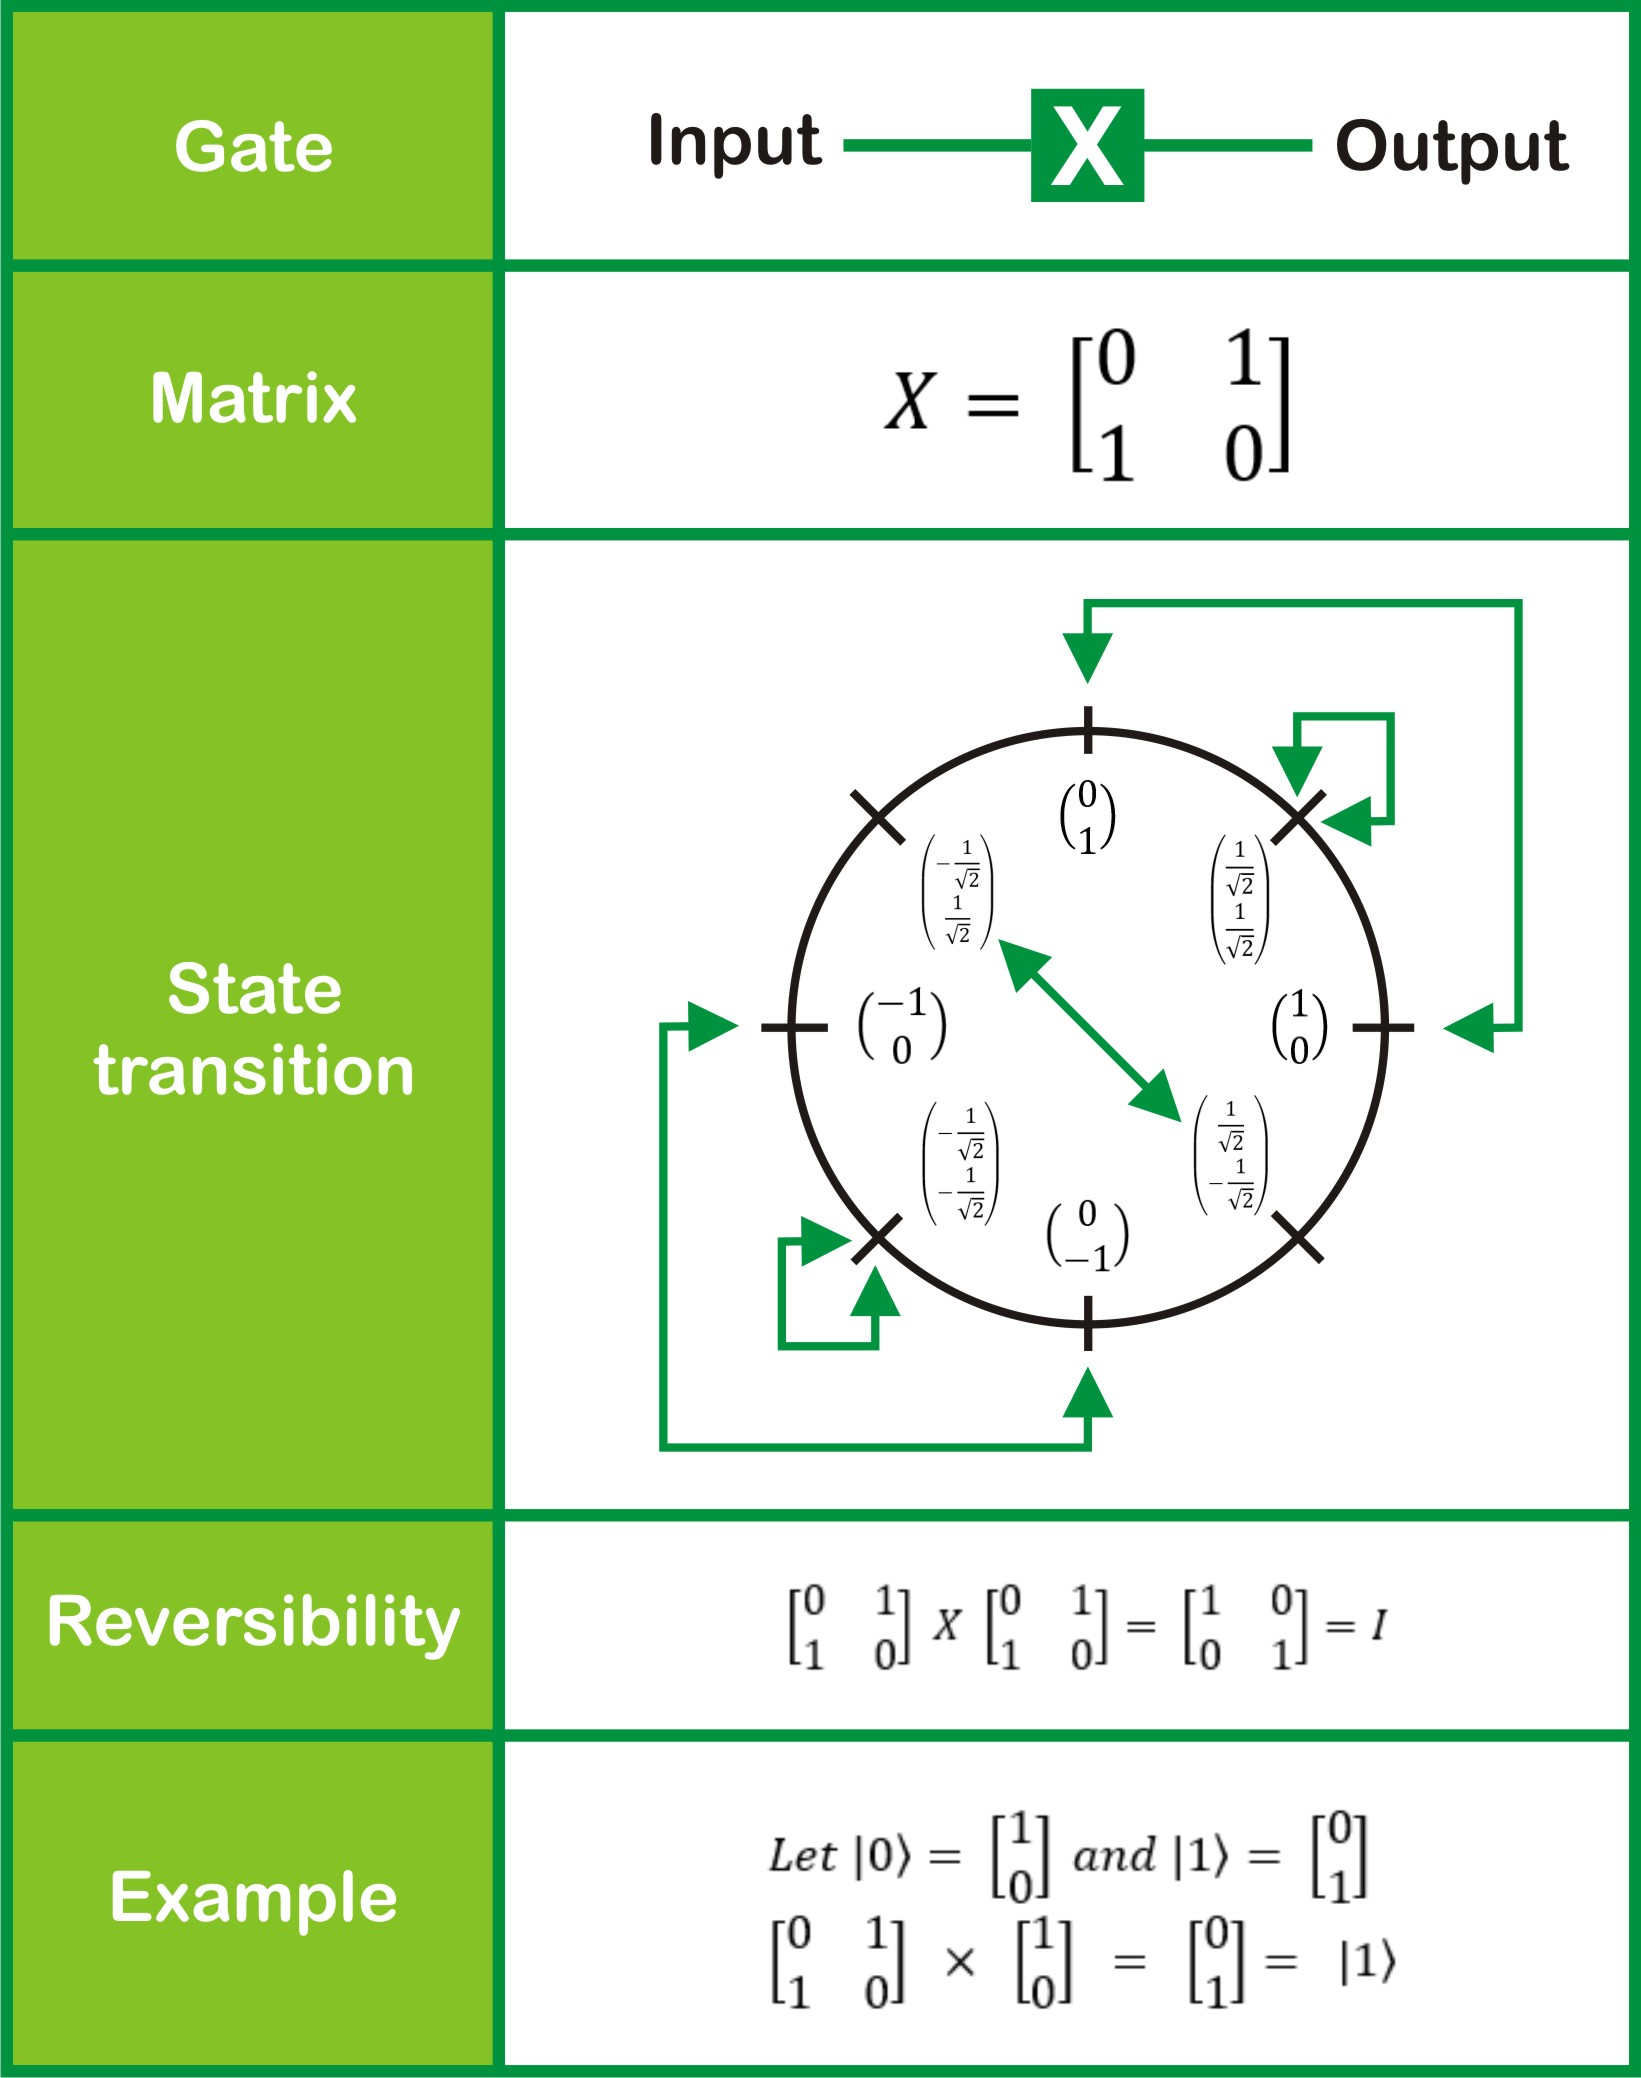 Gate
Input X Output
Matrix
X = [0 1
1 0]
State
transition
(0
1)
(-1/√2
1/√2)
(1/√2
1/√2)
(-1
0)
(1
0)
(-1/√2
-1/√2)
(1/√2
-1/√2)
(0
-1)
Reversibility
[0 1
1 0] X [0 1
1 0] = [1 0
0 1] = I
Example
Let |0⟩ = [1
0] and |1⟩ = [0
1]
[0 1
1 0] × [1
0] = [0
1] = |1⟩